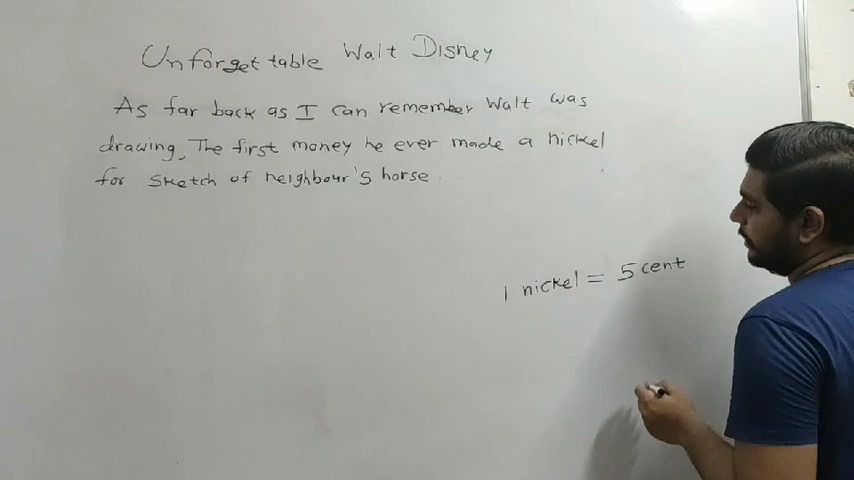 Unforgettable Walt Disney
As far back as I can remember Walt was
drawing, The first money he ever made a nickel
for sketch of neighbour's horse.
1 nickel = 5 cent